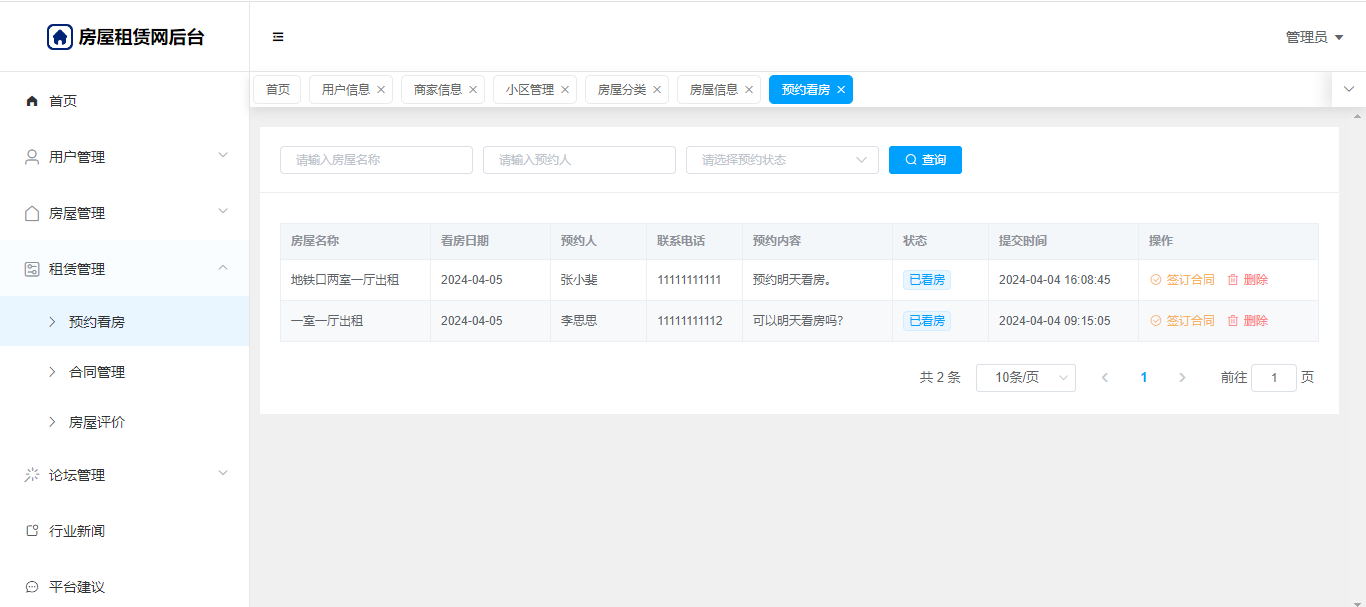 房屋租赁网后台
管理员
首页
用户管理
房屋管理
租赁管理
预约看房
合同管理
房屋评价
论坛管理
行业新闻
平台建议
首页 用户信息 商家信息 小区管理 房屋分类 房屋信息 预约看房
请输入房屋名称 请输入预约人 请选择预约状态 查询
房屋名称 看房日期 预约人 联系电话 预约内容 状态 提交时间 操作
地铁口两室一厅出租 2024-04-05 张小斐 11111111111 预约明天看房。 已看房 2024-04-04 16:08:45 签订合同 删除
一室一厅出租 2024-04-05 李思思 11111111112 可以明天看房吗? 已看房 2024-04-04 09:15:05 签订合同 删除
共 2 条 10条/页 1 前往 1 页